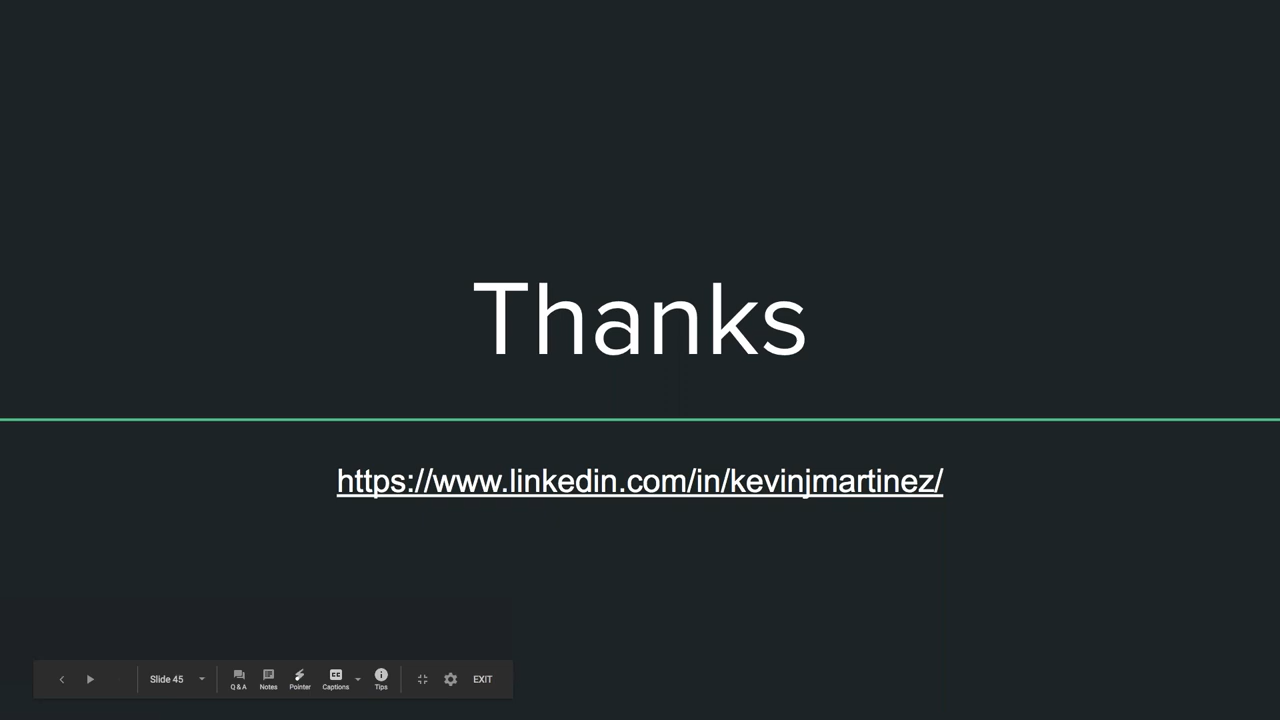 Thanks
https://www.linkedin.com/in/kevinjmartinez/
Slide 45
Q & A
Notes
Pointer
Captions
Tips
EXIT